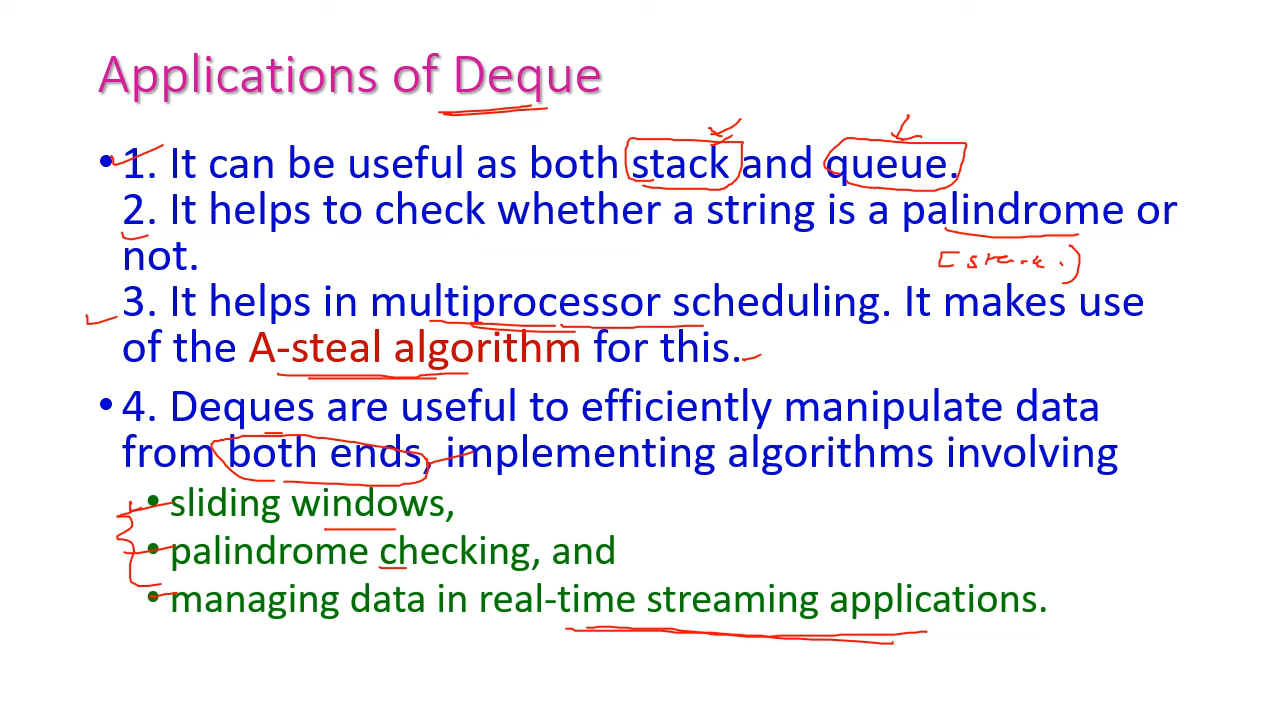 Applications of Deque
• 1. It can be useful as both stack and queue.
2. It helps to check whether a string is a palindrome or
not.
[stack.)
3. It helps in multiprocessor scheduling. It makes use
of the A-steal algorithm for this.
• 4. Deques are useful to efficiently manipulate data
from both ends, implementing algorithms involving
• sliding windows,
• palindrome checking, and
• managing data in real-time streaming applications.